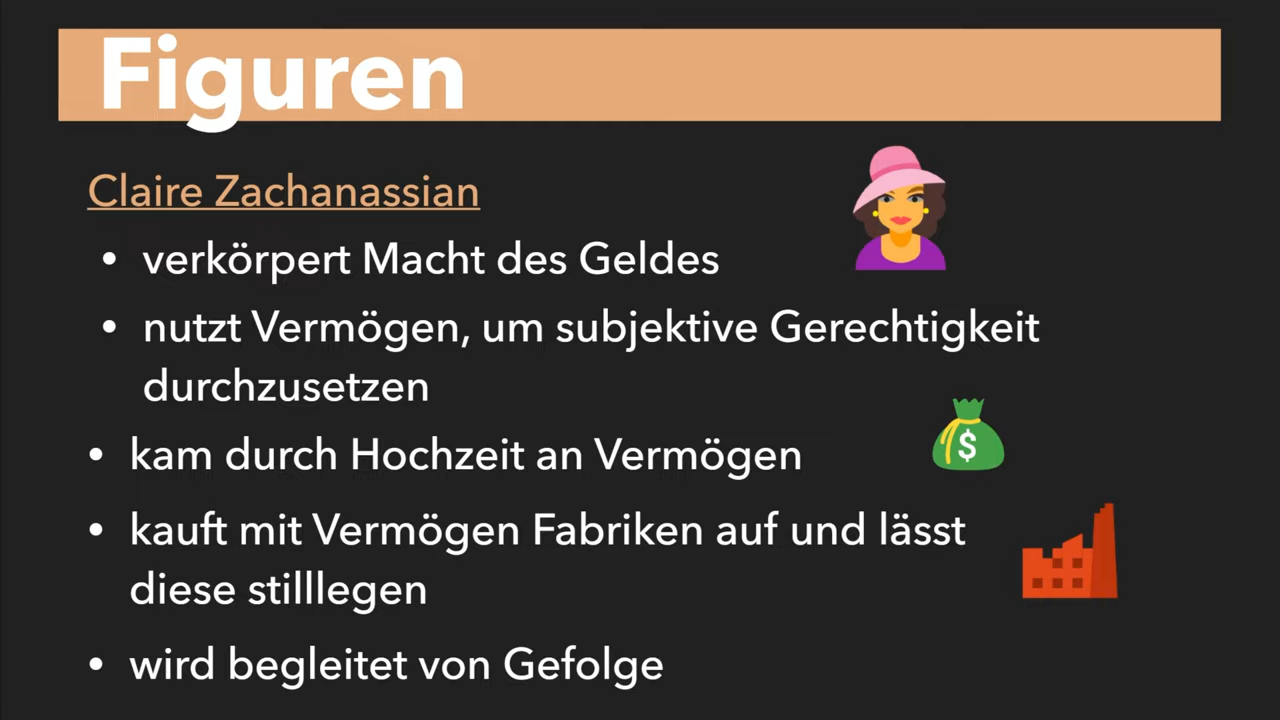 Figuren
Claire Zachanassian
• verkörpert Macht des Geldes
• nutzt Vermögen, um subjektive Gerechtigkeit
durchzusetzen
• kam durch Hochzeit an Vermögen
$
• kauft mit Vermögen Fabriken auf und lässt
diese stilllegen
• wird begleitet von Gefolge